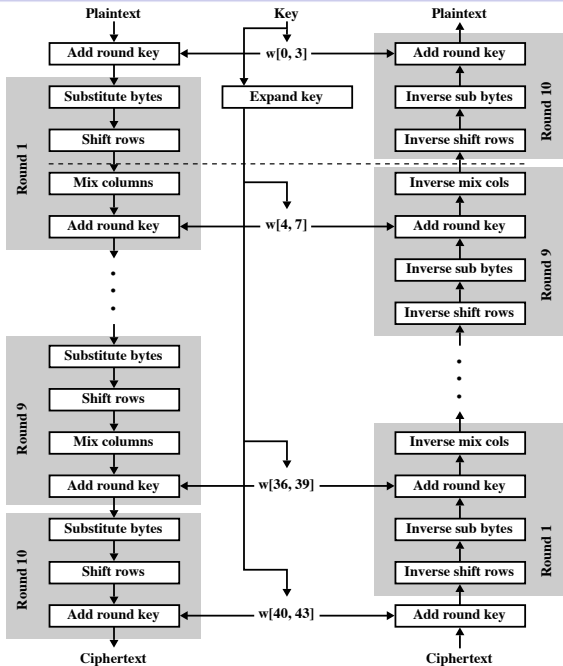 Plaintext
Key
Plaintext
Add round key
w[0, 3]
Add round key
Substitute bytes
Expand key
Inverse sub bytes
Shift rows
Inverse shift rows
Round 1
Round 10
Mix columns
Inverse mix cols
Add round key
w[4, 7]
Add round key
Inverse sub bytes
Inverse shift rows
Round 9
Substitute bytes
Shift rows
Mix columns
Inverse mix cols
Round 9
Add round key
w[36, 39]
Add round key
Substitute bytes
Inverse sub bytes
Shift rows
Inverse shift rows
Round 10
Round 1
Add round key
w[40, 43]
Add round key
Ciphertext
Ciphertext